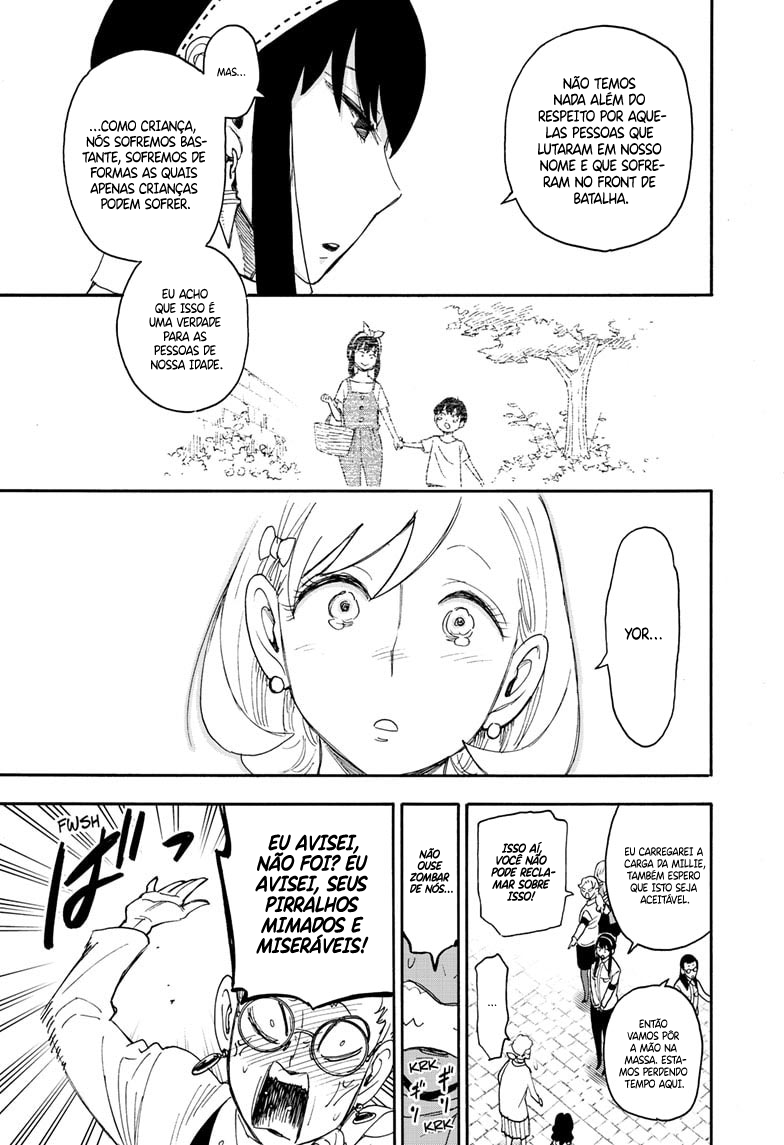 NÃO TEMOS
NADA ALÉM DO
RESPEITO POR AQUE-
LAS PESSOAS QUE
LUTARAM EM NOSSO
NOME E QUE SOFRE-
RAM NO FRONT DE
BATALHA.
MAS...
...COMO CRIANÇA,
NÓS SOFREMOS BAS-
TANTE, SOFREMOS DE
FORMAS AS QUAIS
APENAS CRIANÇAS
PODEM SOFRER.
EU ACHO
QUE ISSO É
UMA VERDADE
PARA AS
PESSOAS DE
NOSSA IDADE.
YOR...
EU CARREGAREI A
CARGA DA MILLIE,
TAMBÉM ESPERO
QUE ISTO SEJA
ACEITÁVEL.
ISSO AÍ,
VOCÊ NÃO
PODE RECLA-
MAR SOBRE
ISSO!
ENTÃO
VAMOS PÔR
A MÃO NA
MASSA. ESTA-
MOS PERDENDO
TEMPO AQUI.
...
NÃO
OUSE
ZOMBAR
DE NÓS...
KRK
KRK
ギリ
EU AVISEI,
NÃO FOI? EU
AVISEI, SEUS
PIRRALHOS
MIMADOS E
MISERÁVEIS!
FWSH
ばっ